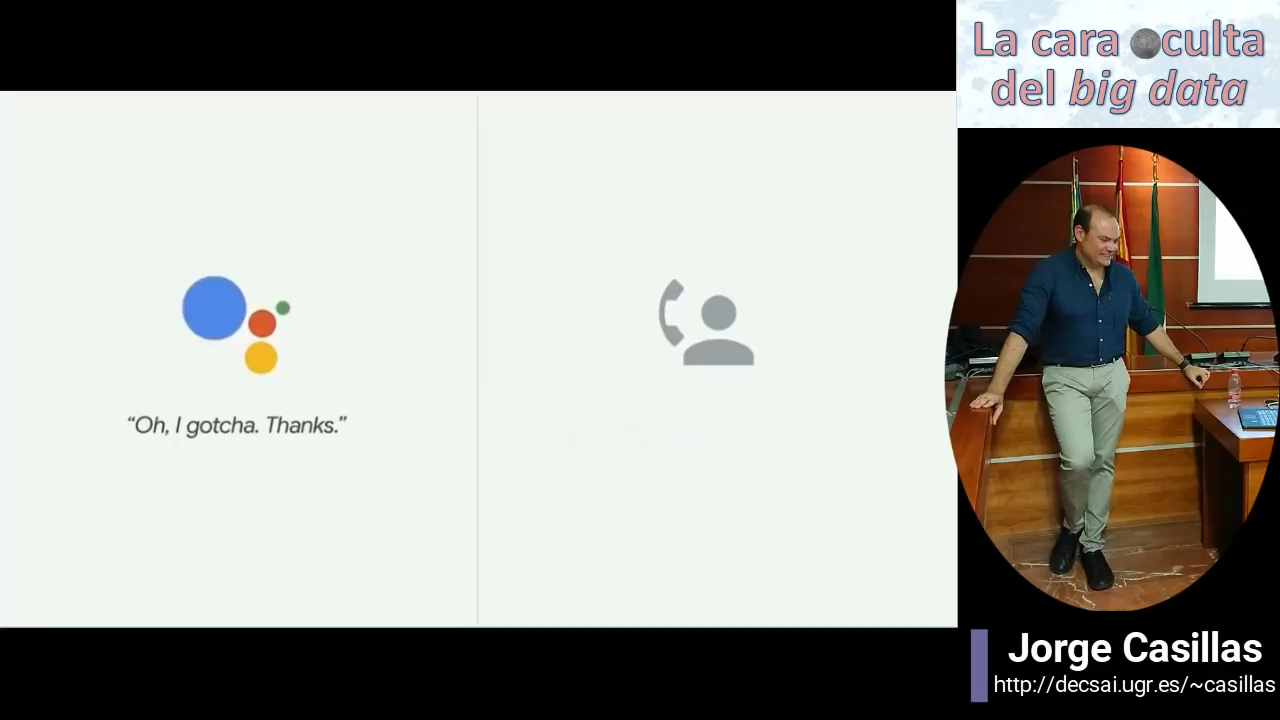 La cara oculta
del big data
“Oh, I gotcha. Thanks.”
Jorge Casillas
http://decsai.ugr.es/~casillas